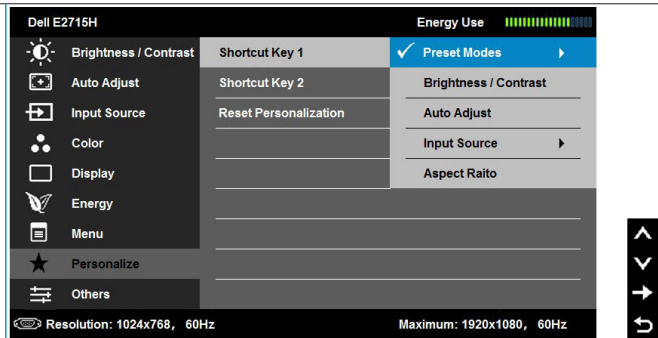 Dell E2715H Energy Use
Brightness / Contrast Shortcut Key 1 Preset Modes
Auto Adjust Shortcut Key 2 Brightness / Contrast
Input Source Reset Personalization Auto Adjust
Color Input Source
Display Aspect Raito
Energy
Menu
Personalize
Others
Resolution: 1024x768, 60Hz Maximum: 1920x1080, 60Hz